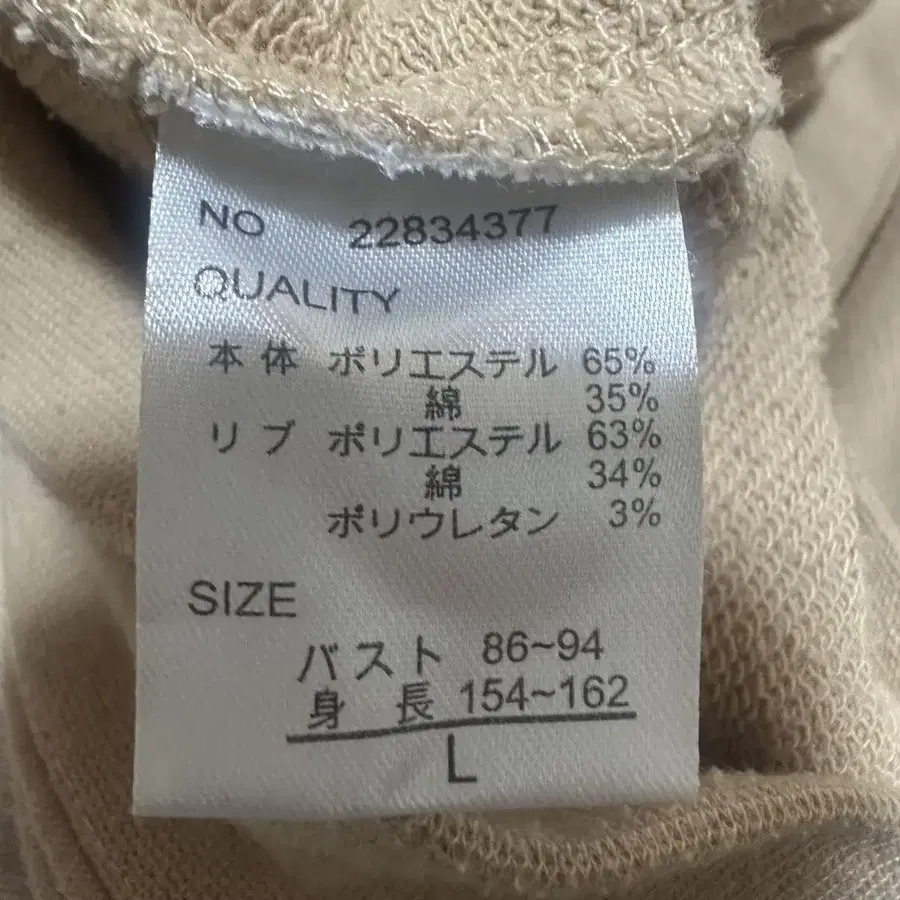 NO 22834377
QUALITY
本体 ポリエステル 65%
綿 35%
リブ ポリエステル 63%
綿 34%
ポリウレタン 3%
SIZE
バスト 86~94
身長 154~162
L